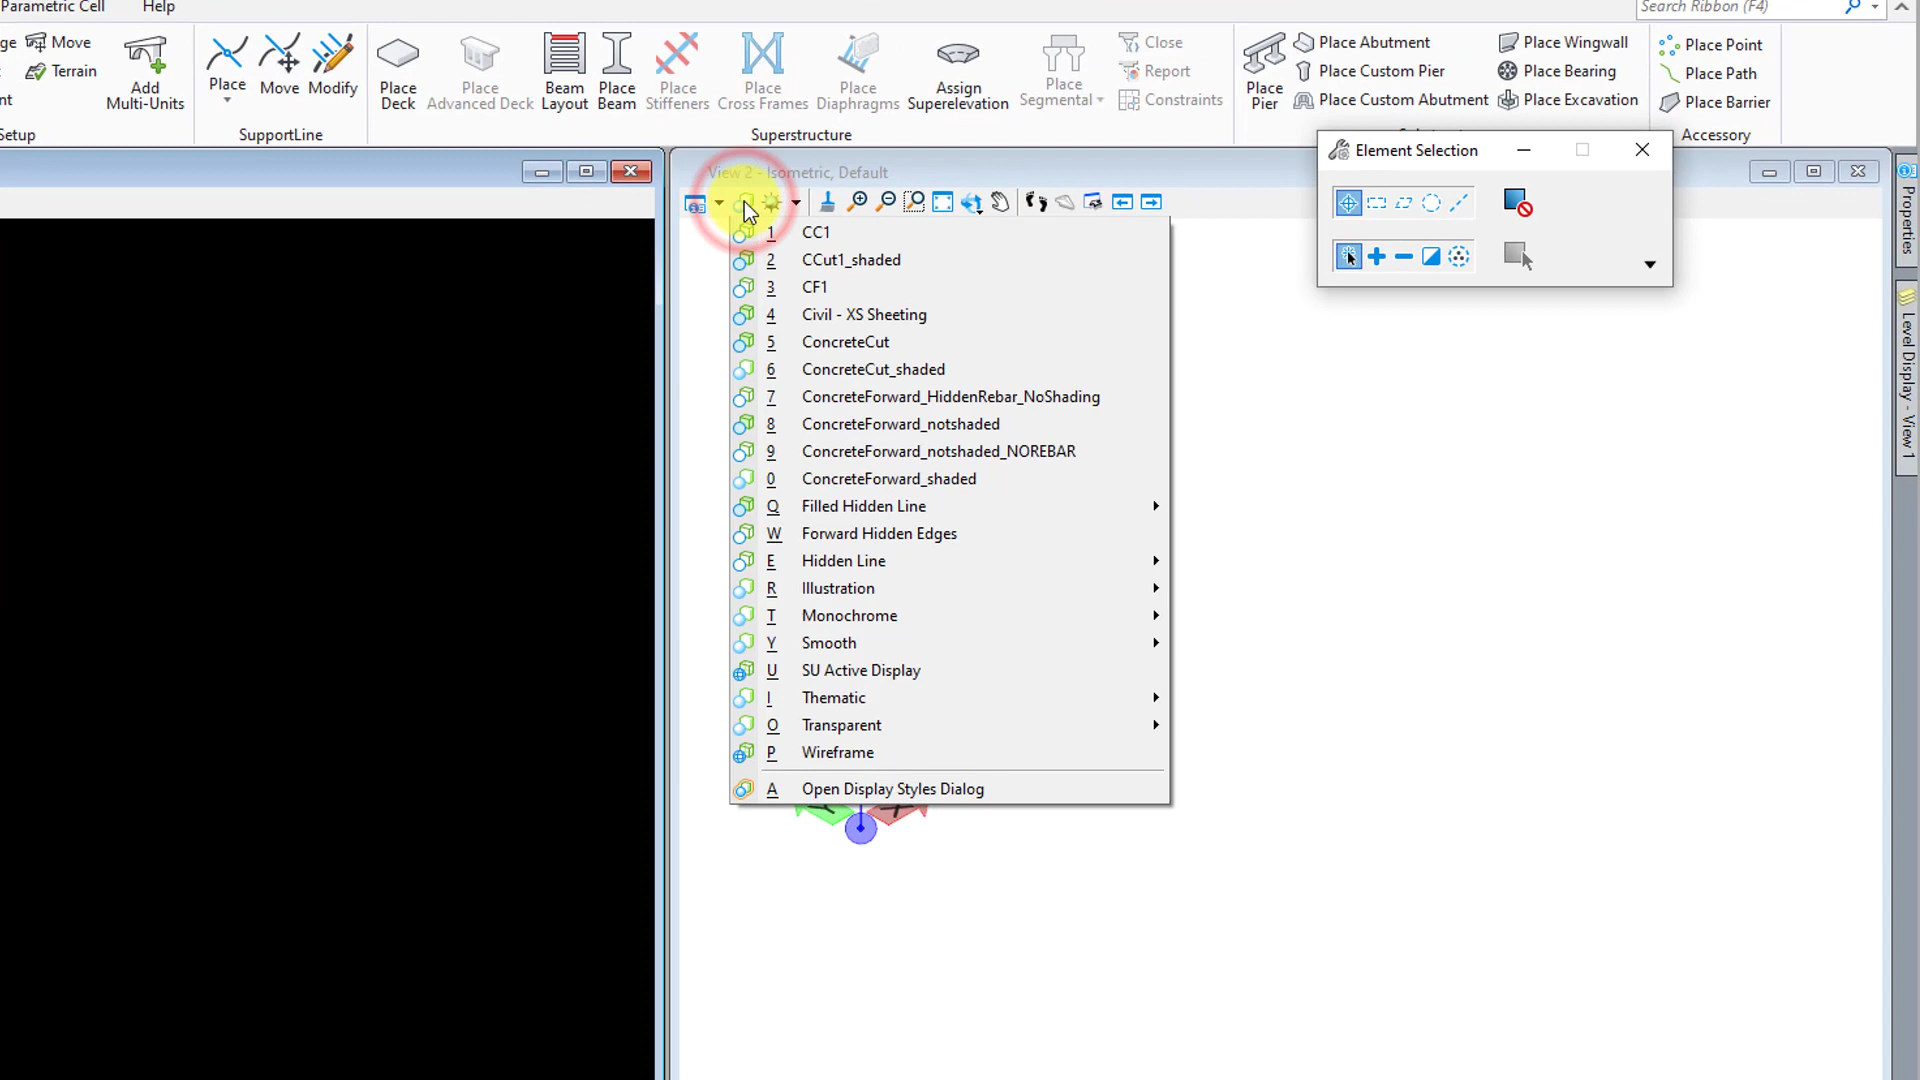 Parametric Cell
Help
Search Ribbon (F4)
ge
Move
Terrain
nt
Add Multi-Units
Setup
Place
Move
Modify
SupportLine
Place Deck
Place Advanced Deck
Beam Layout
Place Beam
Place Stiffeners
Place Cross Frames
Place Diaphragms
Assign Superelevation
Place Segmental
Close
Report
Constraints
Superstructure
Place Pier
Place Abutment
Place Custom Pier
Place Custom Abutment
Place Wingwall
Place Bearing
Place Excavation
Place Point
Place Path
Place Barrier
Accessory
Element Selection
View 2 - Isometric, Default
1 CC1
2 CCut1_shaded
3 CF1
4 Civil - XS Sheeting
5 ConcreteCut
6 ConcreteCut_shaded
7 ConcreteForward_HiddenRebar_NoShading
8 ConcreteForward_notshaded
9 ConcreteForward_notshaded_NOREBAR
0 ConcreteForward_shaded
Q Filled Hidden Line
W Forward Hidden Edges
E Hidden Line
R Illustration
T Monochrome
Y Smooth
U SU Active Display
I Thematic
O Transparent
P Wireframe
A Open Display Styles Dialog
Properties
Level Display - View 1